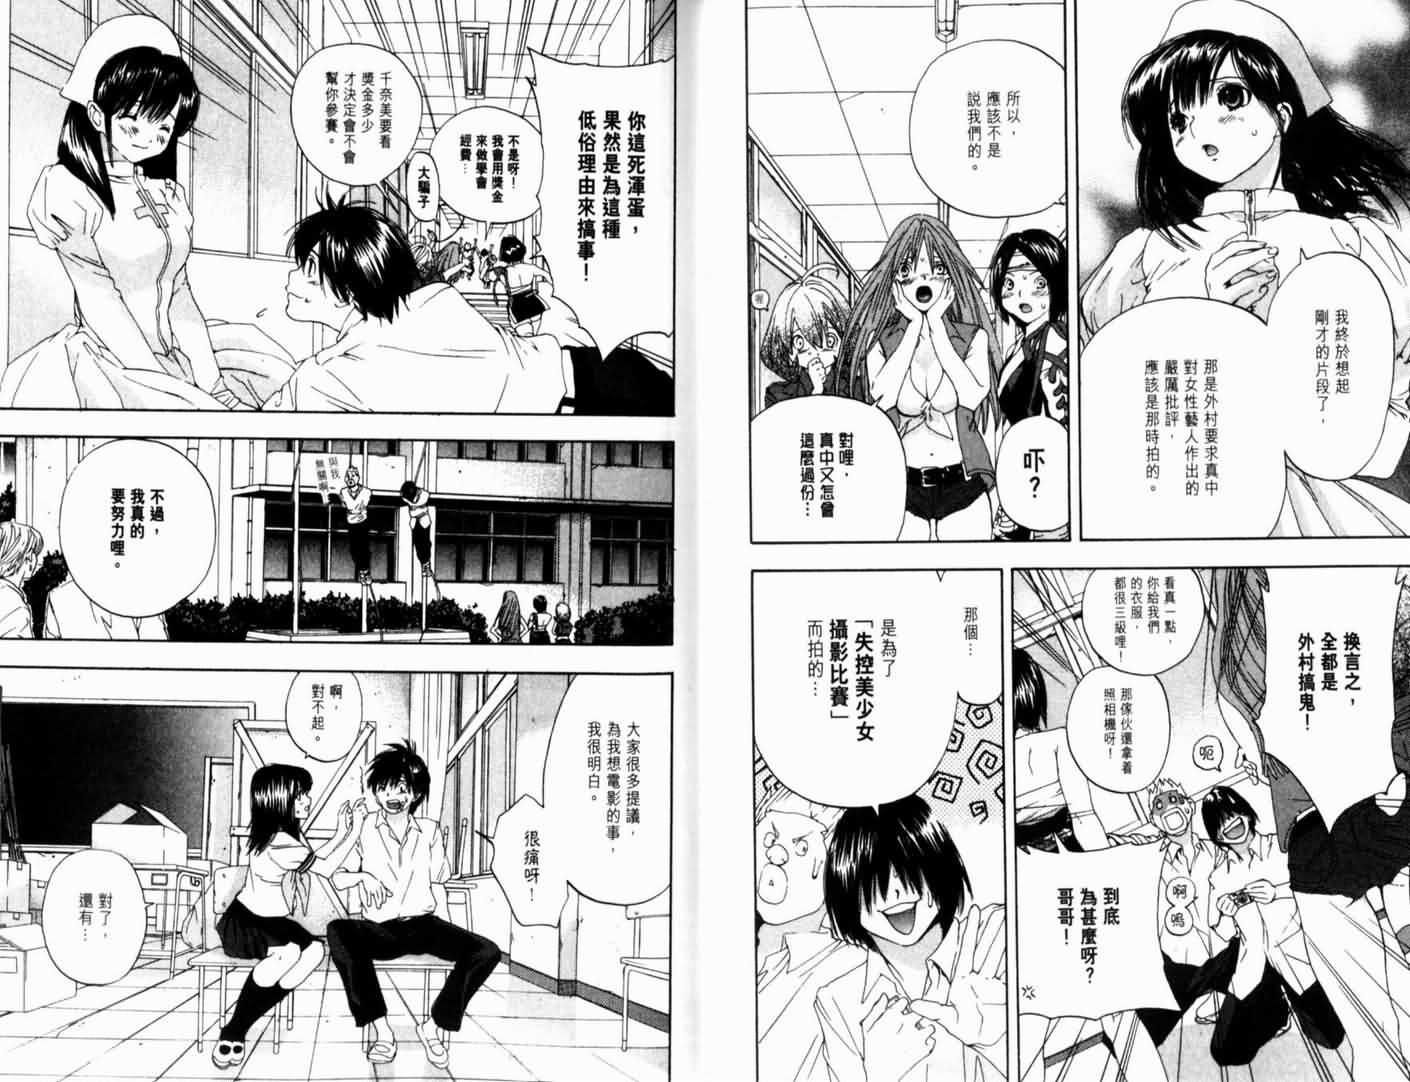 我終於想起
剛才的片段了，
那是外村要求真中
對女性藝人作出的
嚴厲批評，
應該是那時拍的。
所以，
應該不是
說我們的。
喔
吓？
對哩，
真中又怎會
這麼過份…
換言之，
全都是
外村搞鬼！
看真一點，
你給我們
的衣服，
都很三級哩！
那傢伙還拿着
照相機呀！
呃
啊
嗚
到底
為甚麼呀？
哥哥！
那個…
是為了
「失控美少女
攝影比賽」
而拍的…
你這死渾蛋，
果然是為這種
低俗理由來搞事！
不是呀！
我會用獎金
來做學會
經費…
大騙子
千奈美要看
獎金多少
才決定會不會
幫你參賽。
與我
無關啊
不過，
我真的
要努力哩。
大家很多提議，
為我想電影的事，
我很明白。
很痛呀！
啊，
對不起。
對了，
還有…